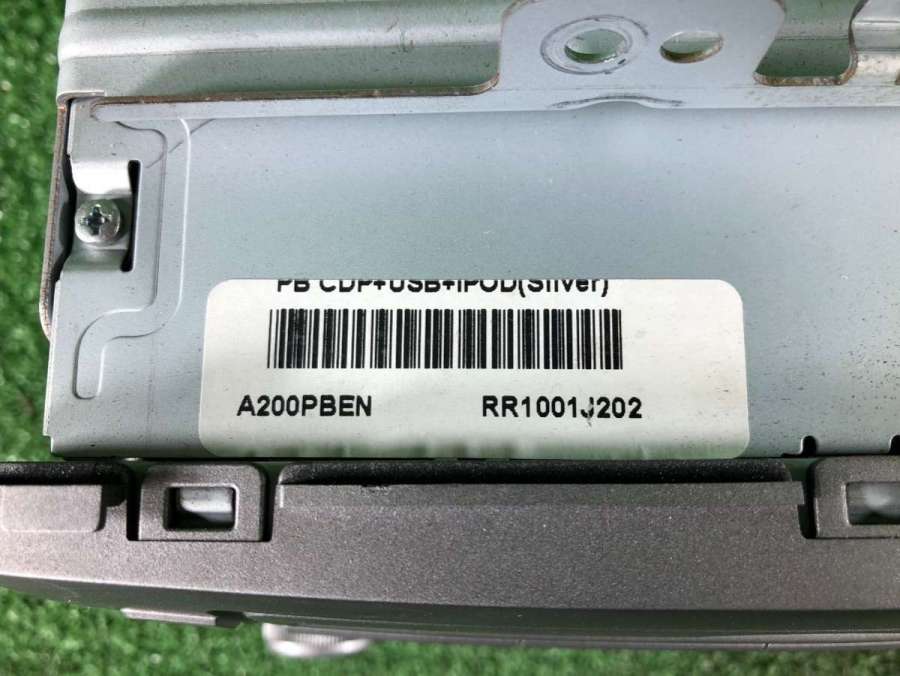 PB CDP+USB+IPOD(Silver)
A200PBEN RR1001J202